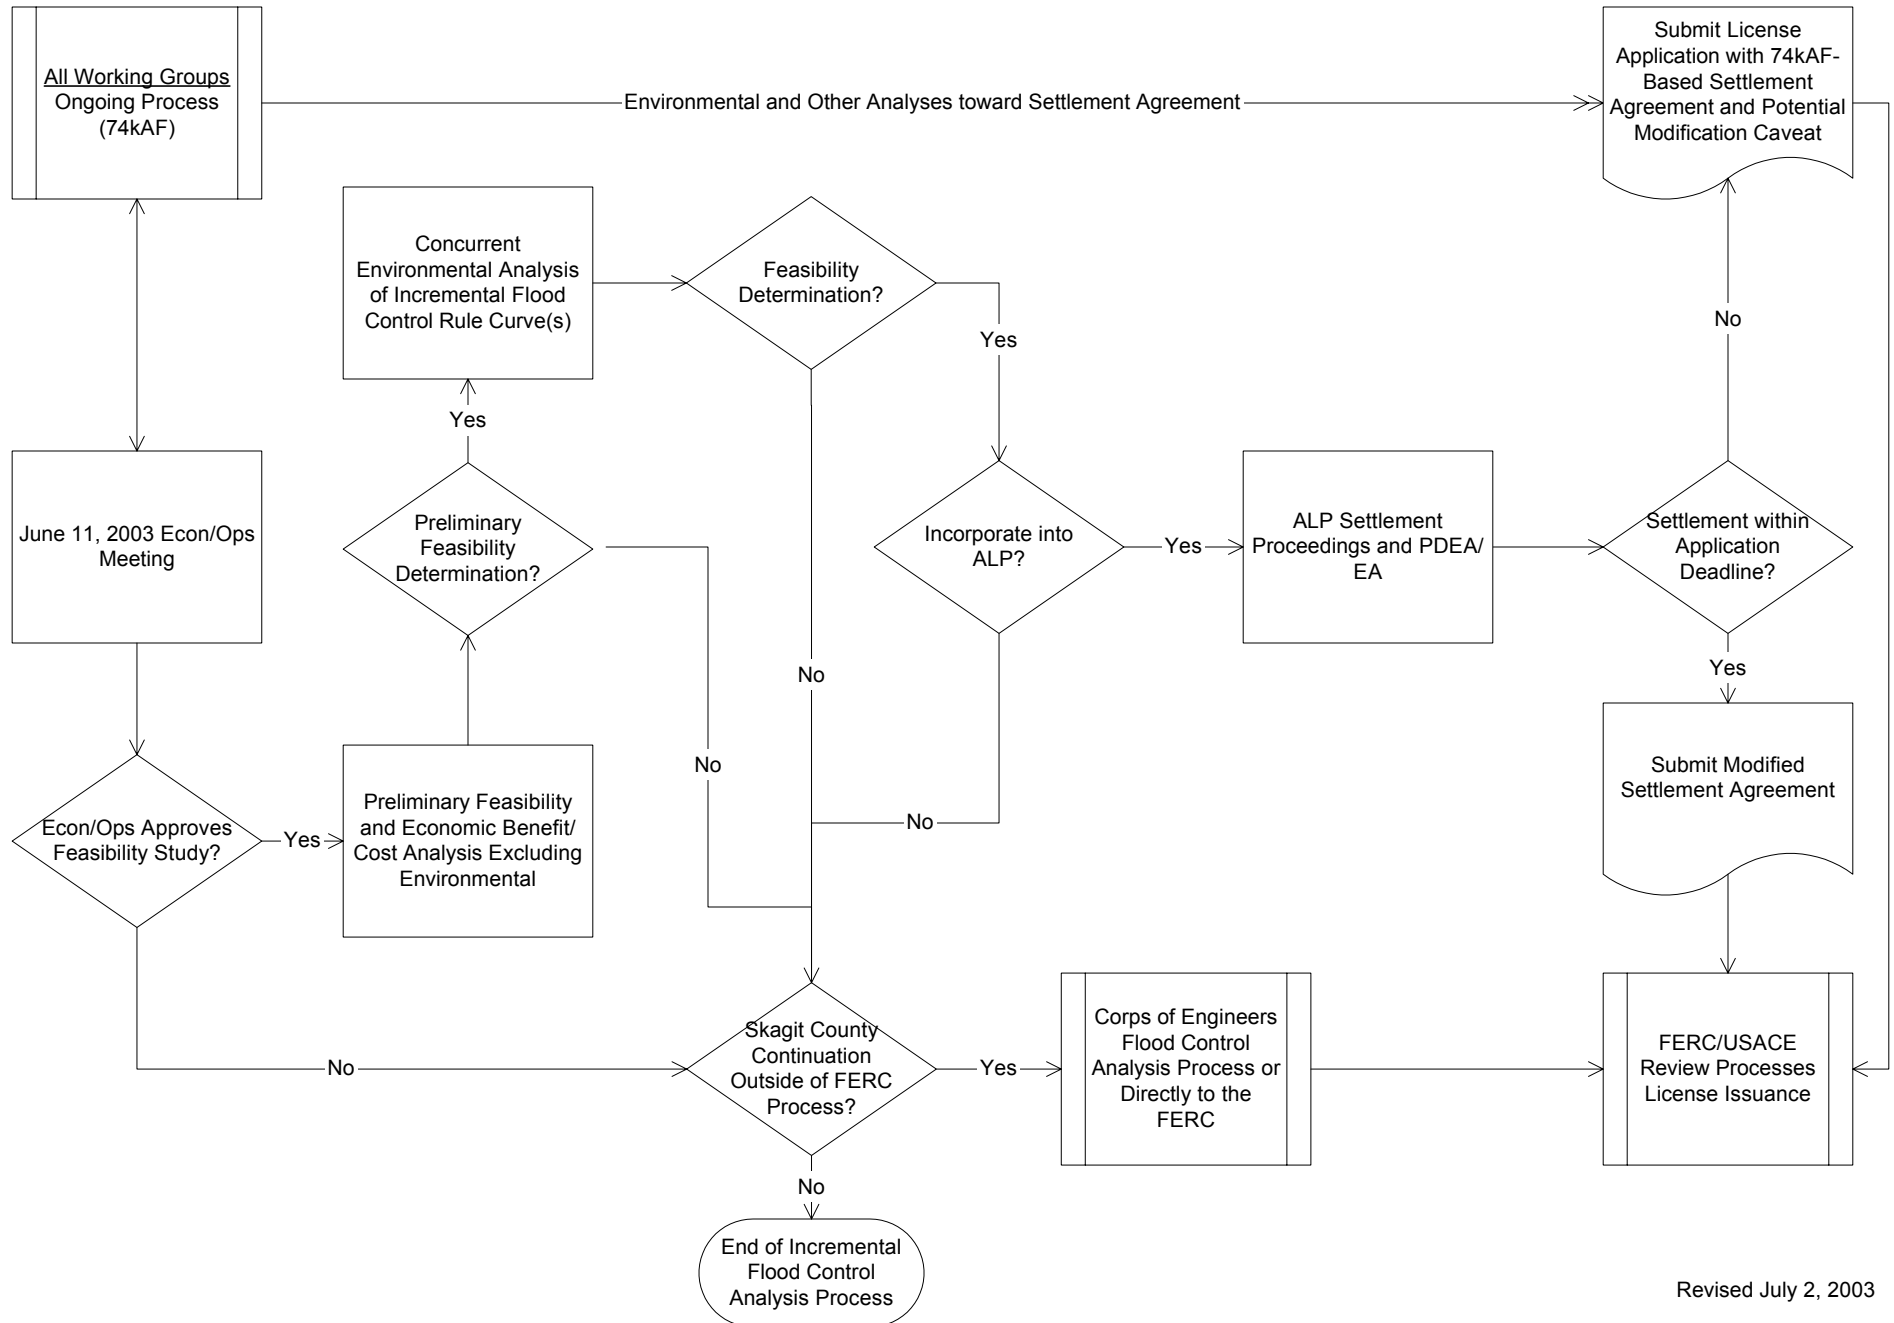 All Working Groups
Ongoing Process
(74kAF)
Environmental and Other Analyses toward Settlement Agreement
Submit License
Application with 74kAF-
Based Settlement
Agreement and Potential
Modification Caveat
Concurrent
Environmental Analysis
of Incremental Flood
Control Rule Curve(s)
Feasibility
Determination?
Yes
No
Yes
June 11, 2003 Econ/Ops
Meeting
Preliminary
Feasibility
Determination?
Incorporate into
ALP?
Yes
ALP Settlement
Proceedings and PDEA/
EA
Settlement within
Application
Deadline?
No
Yes
No
No
Submit Modified
Settlement Agreement
Econ/Ops Approves
Feasibility Study?
Yes
Preliminary Feasibility
and Economic Benefit/
Cost Analysis Excluding
Environmental
No
Skagit County
Continuation
Outside of FERC
Process?
Yes
Corps of Engineers
Flood Control
Analysis Process or
Directly to the
FERC
FERC/USACE
Review Processes
License Issuance
No
End of Incremental
Flood Control
Analysis Process
Revised July 2, 2003